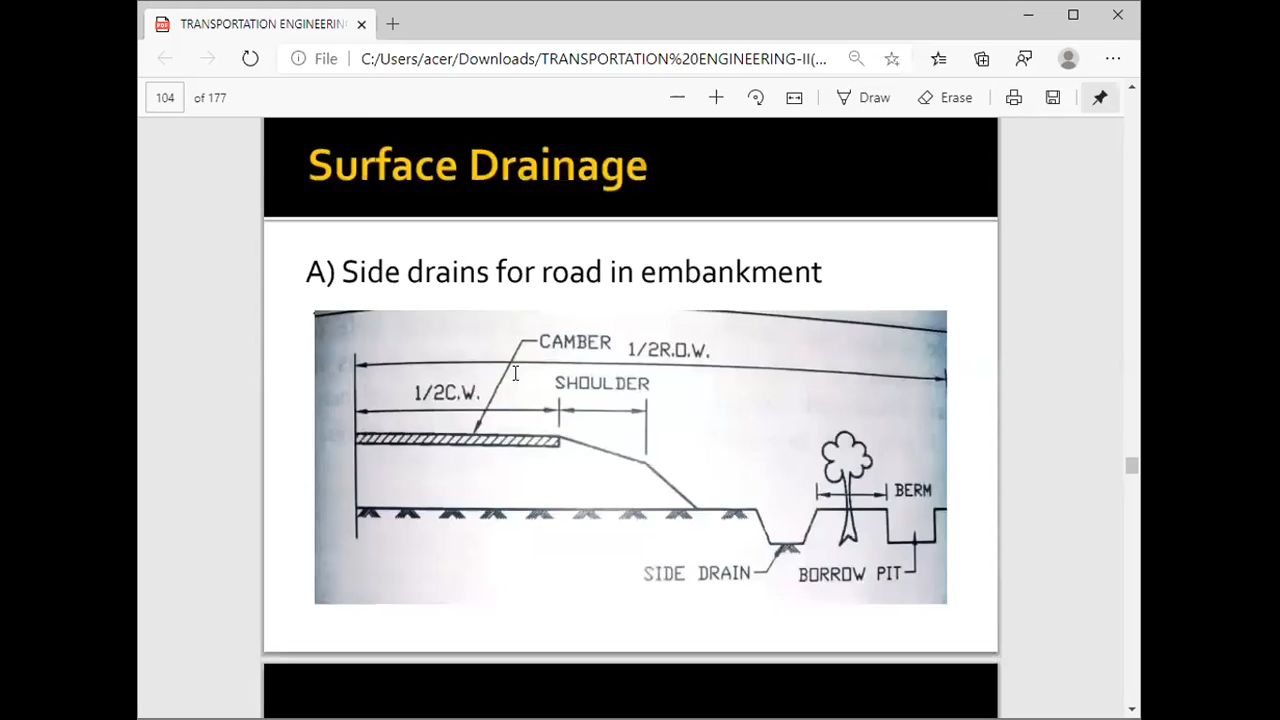 TRANSPORTATION ENGINEERIN
File C:/Users/acer/Downloads/TRANSPORTATION%20ENGINEERING-II(...
104 of 177
Draw
Erase
Surface Drainage
A) Side drains for road in embankment
CAMBER
1/2R.O.W.
1/2C.W.
SHOULDER
BERM
SIDE DRAIN
BORROW PIT